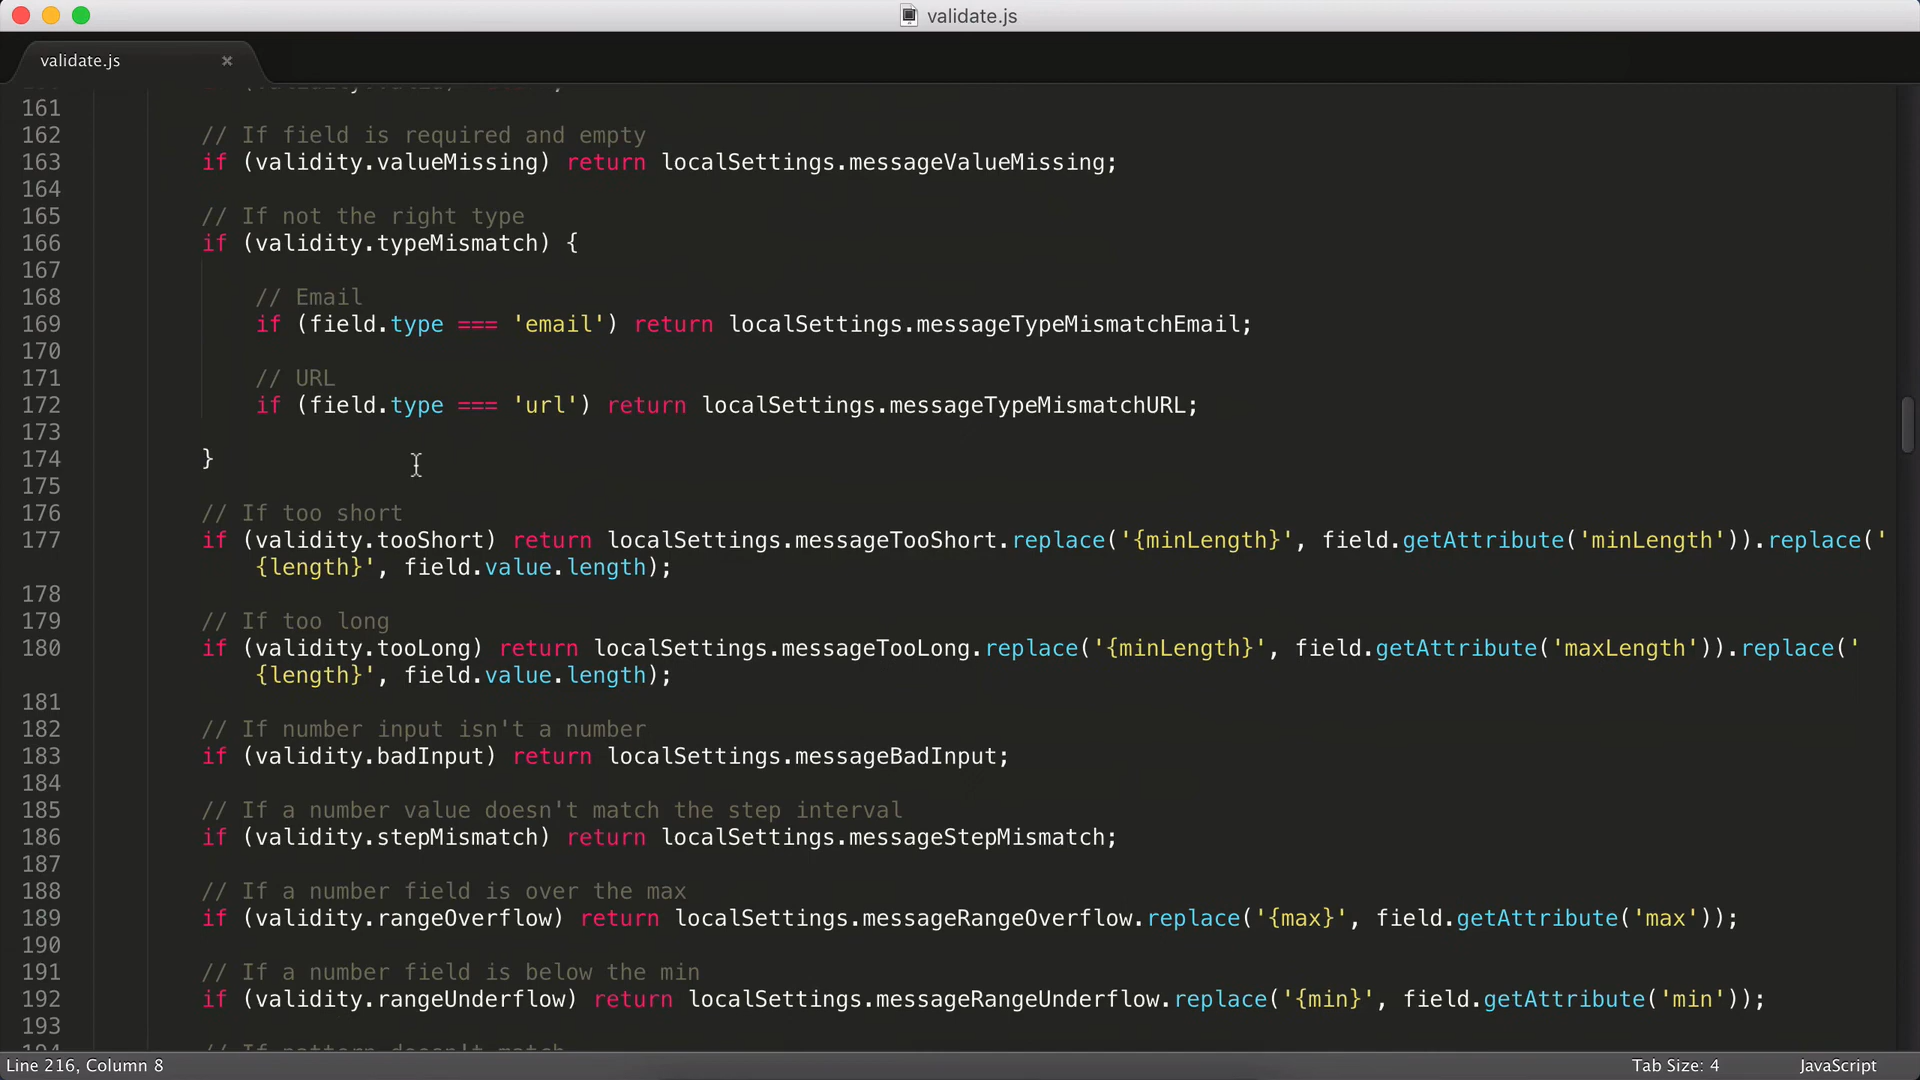 validate.js
validate.js ×
161
162 // If field is required and empty
163 if (validity.valueMissing) return localSettings.messageValueMissing;
164
165 // If not the right type
166 if (validity.typeMismatch) {
167
168 // Email
169 if (field.type === 'email') return localSettings.messageTypeMismatchEmail;
170
171 // URL
172 if (field.type === 'url') return localSettings.messageTypeMismatchURL;
173
174 }
175
176 // If too short
177 if (validity.tooShort) return localSettings.messageTooShort.replace('{minLength}', field.getAttribute('minLength')).replace('
{length}', field.value.length);
178
179 // If too long
180 if (validity.tooLong) return localSettings.messageTooLong.replace('{minLength}', field.getAttribute('maxLength')).replace('
{length}', field.value.length);
181
182 // If number input isn't a number
183 if (validity.badInput) return localSettings.messageBadInput;
184
185 // If a number value doesn't match the step interval
186 if (validity.stepMismatch) return localSettings.messageStepMismatch;
187
188 // If a number field is over the max
189 if (validity.rangeOverflow) return localSettings.messageRangeOverflow.replace('{max}', field.getAttribute('max'));
190
191 // If a number field is below the min
192 if (validity.rangeUnderflow) return localSettings.messageRangeUnderflow.replace('{min}', field.getAttribute('min'));
193
194 // If pattern doesn't match
Line 216, Column 8
Tab Size: 4
JavaScript